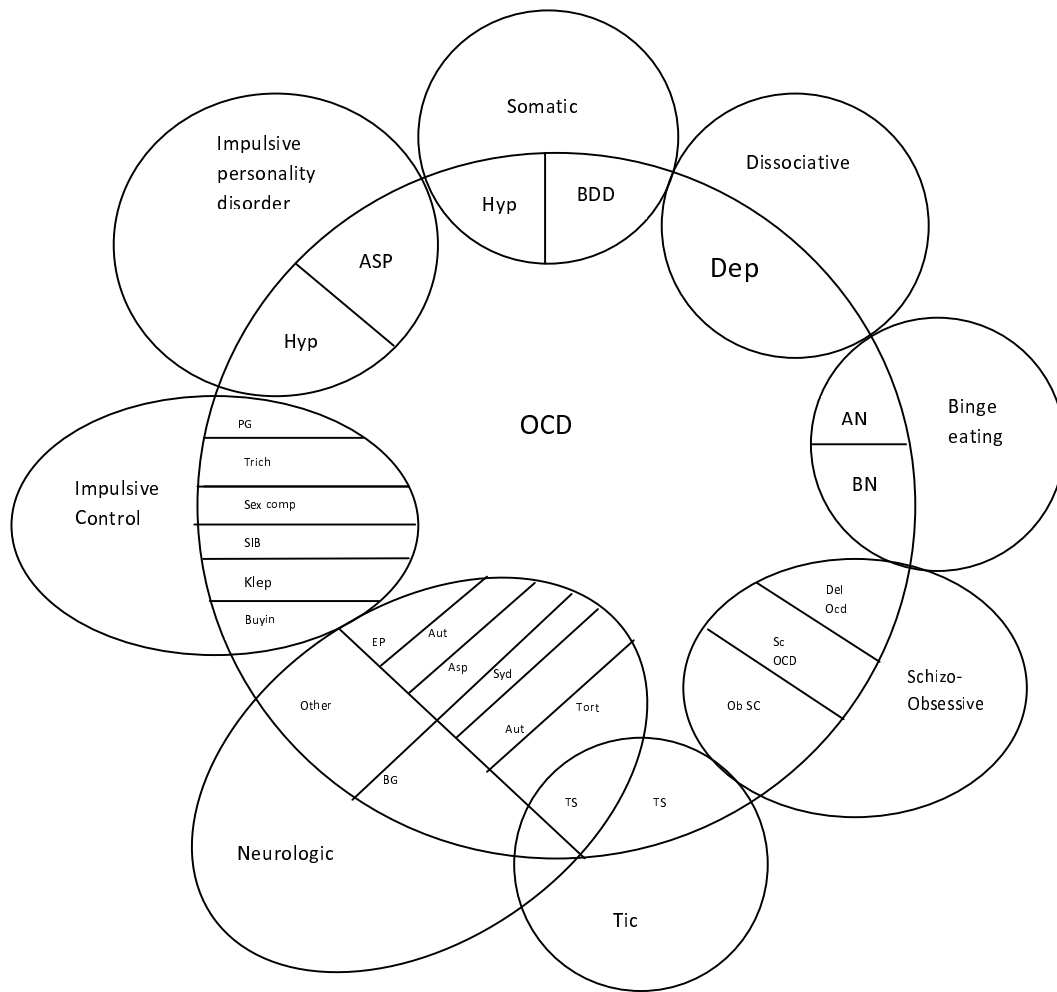 Somatic
Hyp
BDD
Impulsive
personality
disorder
ASP
Hyp
Dissociative
Dep
OCD
Binge
eating
AN
BN
Impulsive
Control
PG
Trich
Sex comp
SIB
Klep
Buyin
Del
Ocd
Sc
OCD
Ob SC
Schizo-
Obsessive
EP
Aut
Asp
Syd
Aut
Tort
Other
BG
Neurologic
TS
TS
Tic